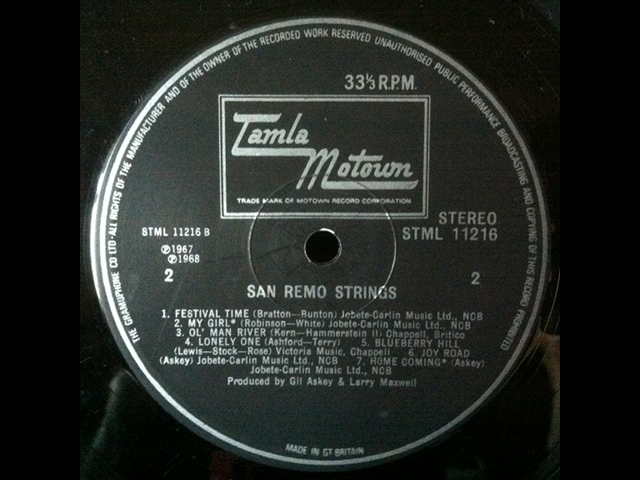 THE GRAMOPHONE CO LTD·ALL RIGHTS OF THE MANUFACTURER AND OF THE OWNER OF THE RECORDED WORK RESERVED UNAUTHORISED PUBLIC PERFORMANCE BROADCASTING AND COPYING OF THIS RECORD PROHIBITED
33⅓ R.P.M.
Tamla
Motown
TRADE MARK OF MOTOWN RECORD CORPORATION
STEREO
STML 11216 B STML 11216
℗1967
℗1968
2 2
SAN REMO STRINGS
1. FESTIVAL TIME (Bratton—Bunton) Jobete-Carlin Music Ltd., NCB
2. MY GIRL* (Robinson—White) Jobete-Carlin Music Ltd., NCB
3. OL' MAN RIVER (Kern—Hammerstein II) Chappell, Britico
4. LONELY ONE (Ashford—Terry) 5. BLUEBERRY HILL
(Lewis—Stock—Rose) Victoria Music, Chappell 6. JOY ROAD
(Askey) Jobete-Carlin Music Ltd., NCB 7. HOME COMING* (Askey)
Jobete-Carlin Music Ltd., NCB
Produced by Gil Askey & Larry Maxwell
MADE IN GT BRITAIN